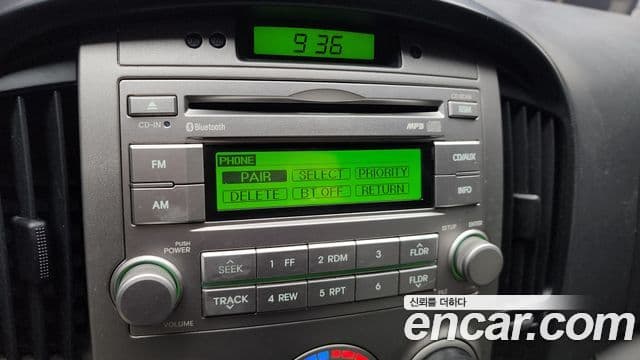 9:36
CD-IN
Bluetooth
MP3
CD/AUX
FM
AM
INFO
PHONE
PAIR SELECT PRIORITY
DELETE BT OFF RETURN
PUSH
POWER
SETUP
ENTER
SEEK
1 FF
2 RDM
3
FLDR
TRACK
4 REW
5 RPT
6
FLDR
VOLUME
신뢰를 더하다
encar.com